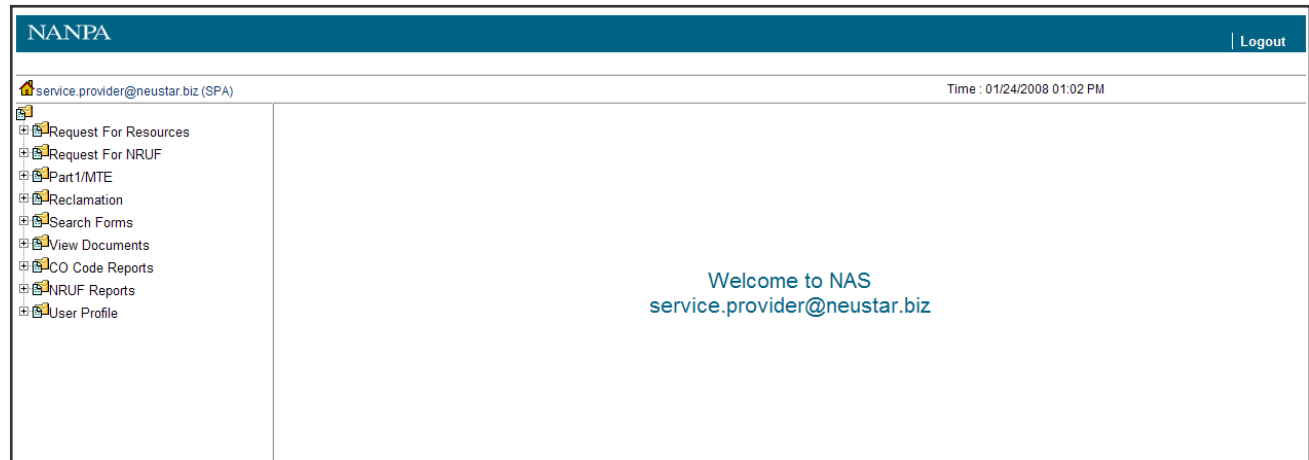 NANPA
| Logout
service.provider@neustar.biz (SPA)
Time : 01/24/2008 01:02 PM
Request For Resources
Request For NRUF
Part1/MTE
Reclamation
Search Forms
View Documents
CO Code Reports
NRUF Reports
User Profile
Welcome to NAS
service.provider@neustar.biz